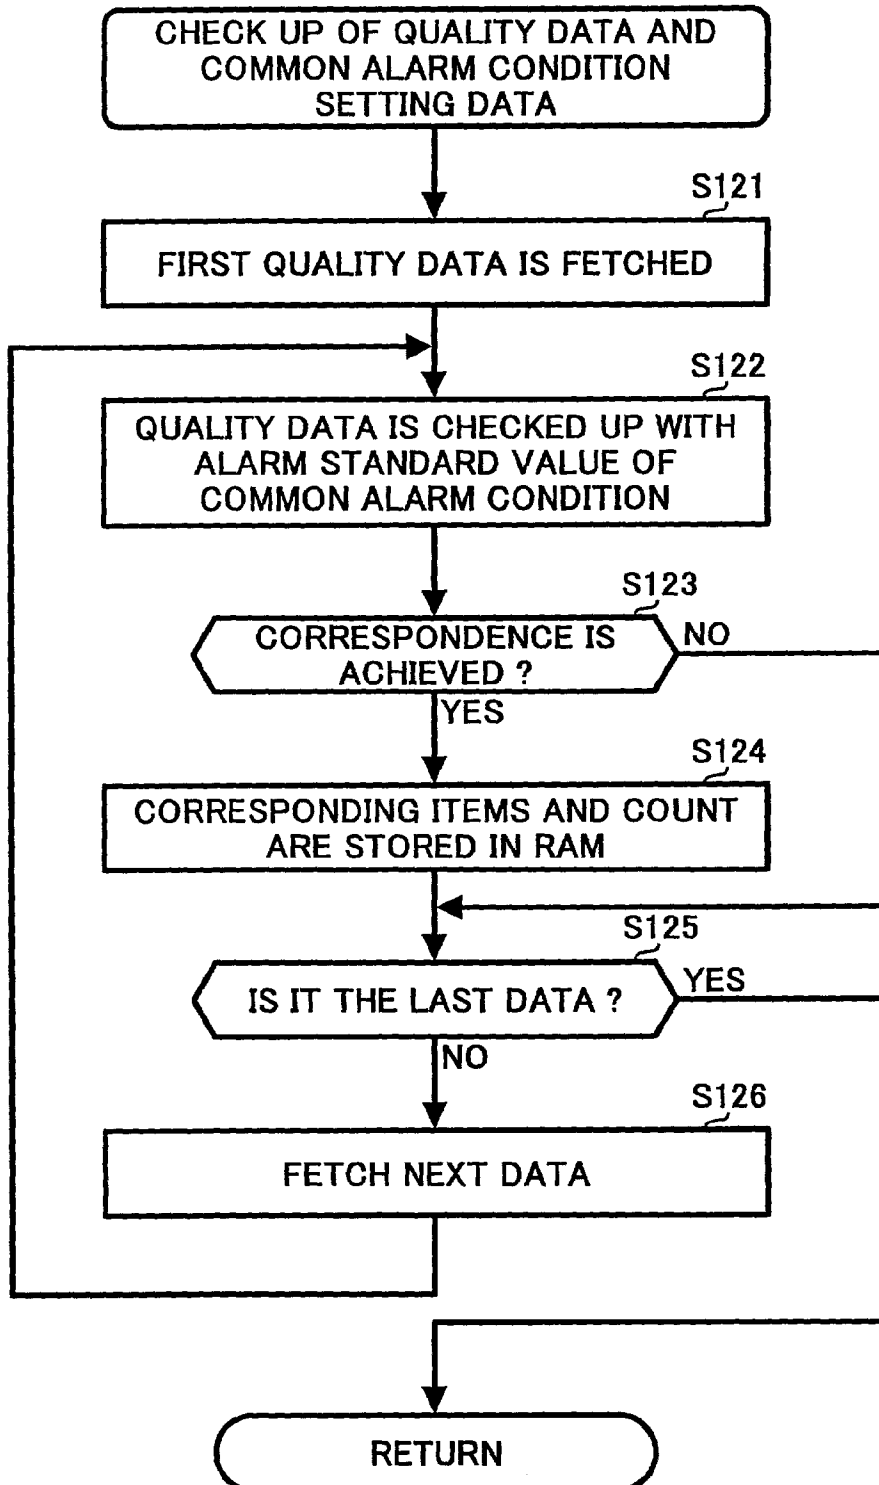 CHECK UP OF QUALITY DATA AND
COMMON ALARM CONDITION
SETTING DATA
S121
FIRST QUALITY DATA IS FETCHED
S122
QUALITY DATA IS CHECKED UP WITH
ALARM STANDARD VALUE OF
COMMON ALARM CONDITION
S123
CORRESPONDENCE IS
ACHIEVED ?
NO
YES
S124
CORRESPONDING ITEMS AND COUNT
ARE STORED IN RAM
S125
IS IT THE LAST DATA ?
YES
NO
S126
FETCH NEXT DATA
RETURN